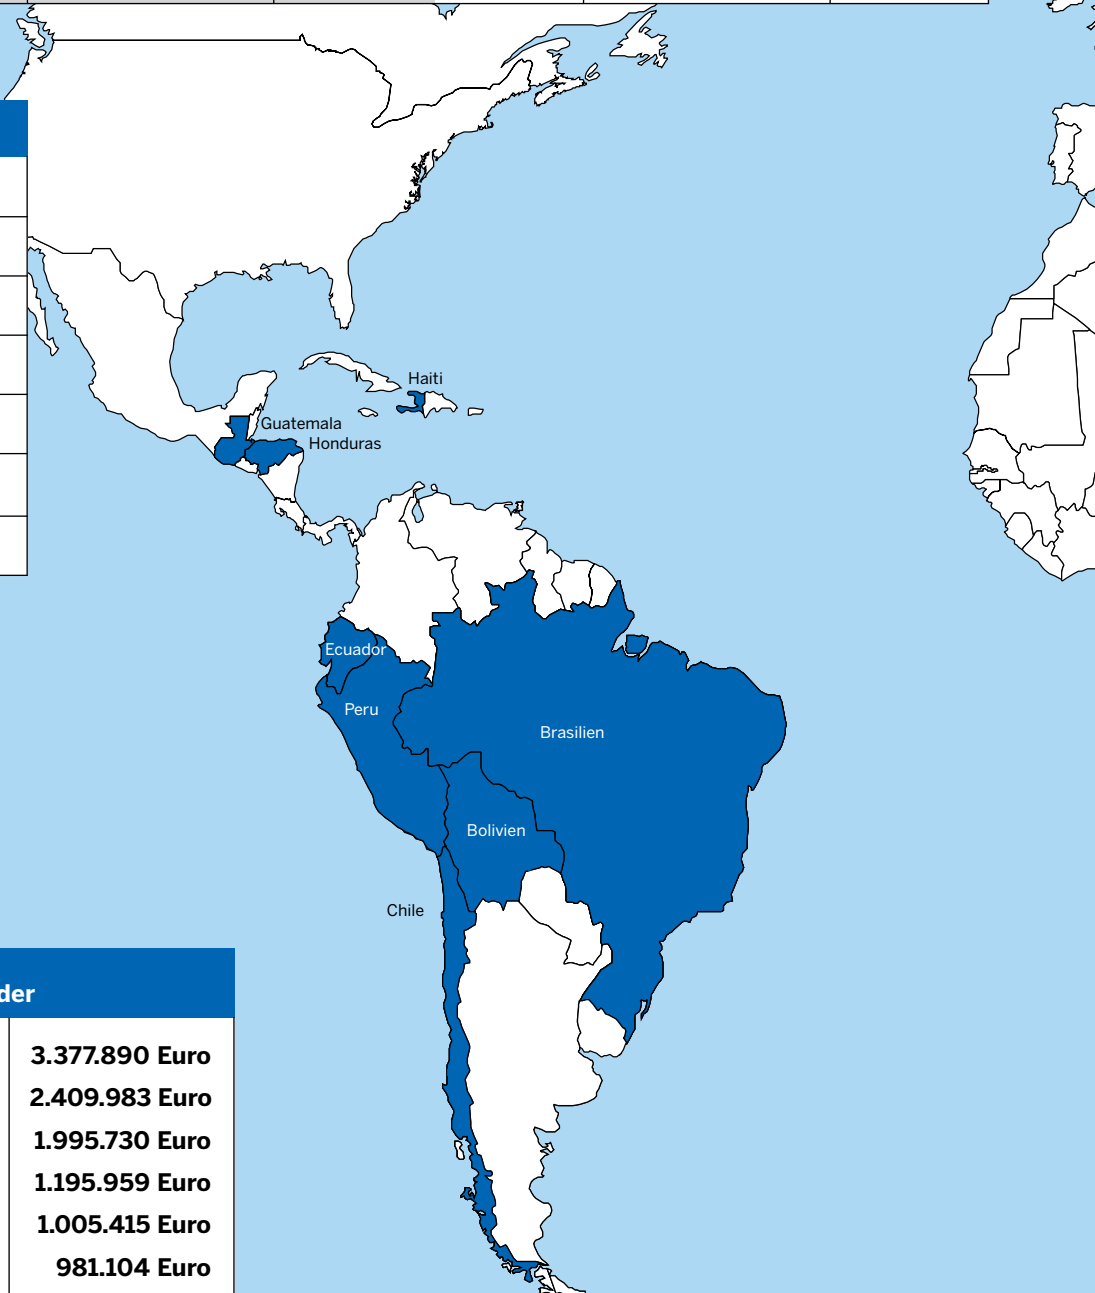 Haiti
Guatemala
Honduras
Ecuador
Peru
Brasilien
Bolivien
Chile
der
3.377.890 Euro
2.409.983 Euro
1.995.730 Euro
1.195.959 Euro
1.005.415 Euro
981.104 Euro